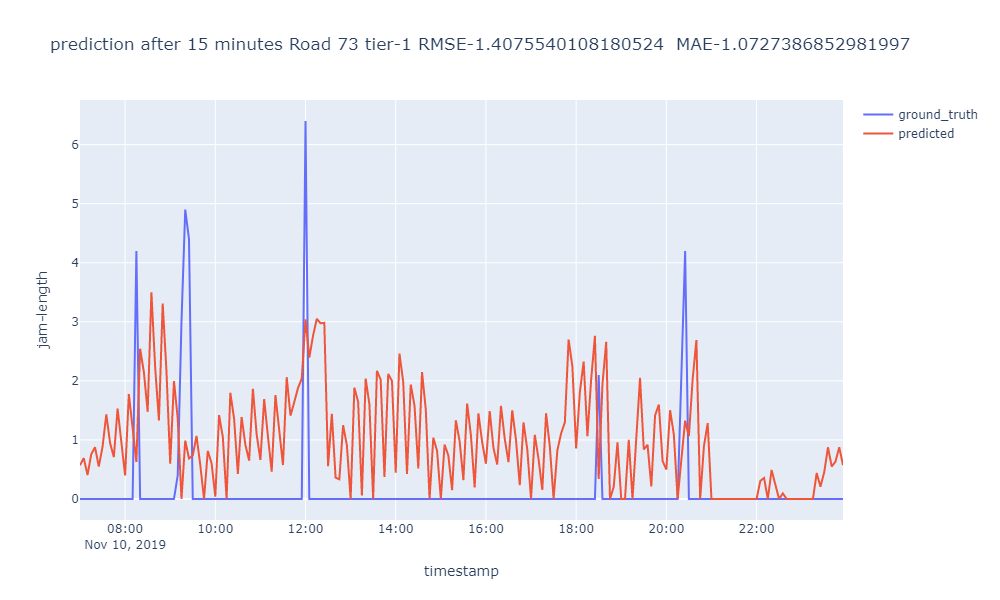 prediction after 15 minutes Road 73 tier-1 RMSE-1.4075540108180524  MAE-1.0727386852981997
ground_truth
predicted
6
5
4
3
2
1
0
jam-length
08:00 10:00 12:00 14:00 16:00 18:00 20:00 22:00
Nov 10, 2019
timestamp